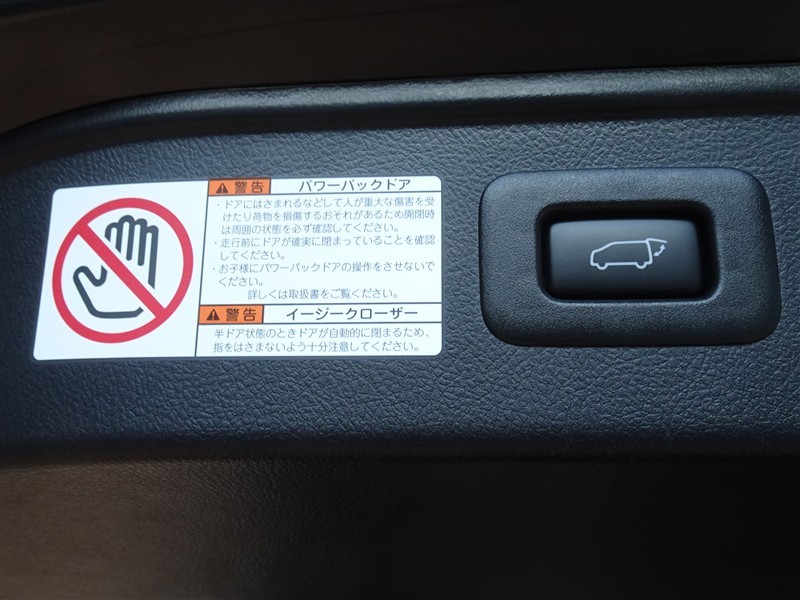 警告 パワーバックドア
・ドアにはさまれるなどして人が重大な傷害を受
けたり荷物を損傷するおそれがあるため開閉時
は周囲の状態を必ず確認してください。
・走行前にドアが確実に閉まっていることを確認
してください。
・お子様にパワーバックドアの操作をさせないで
ください。
詳しくは取扱書をご覧ください。
警告 イージークローザー
半ドア状態のときドアが自動的に閉まるため、
指をはさまないよう十分注意してください。